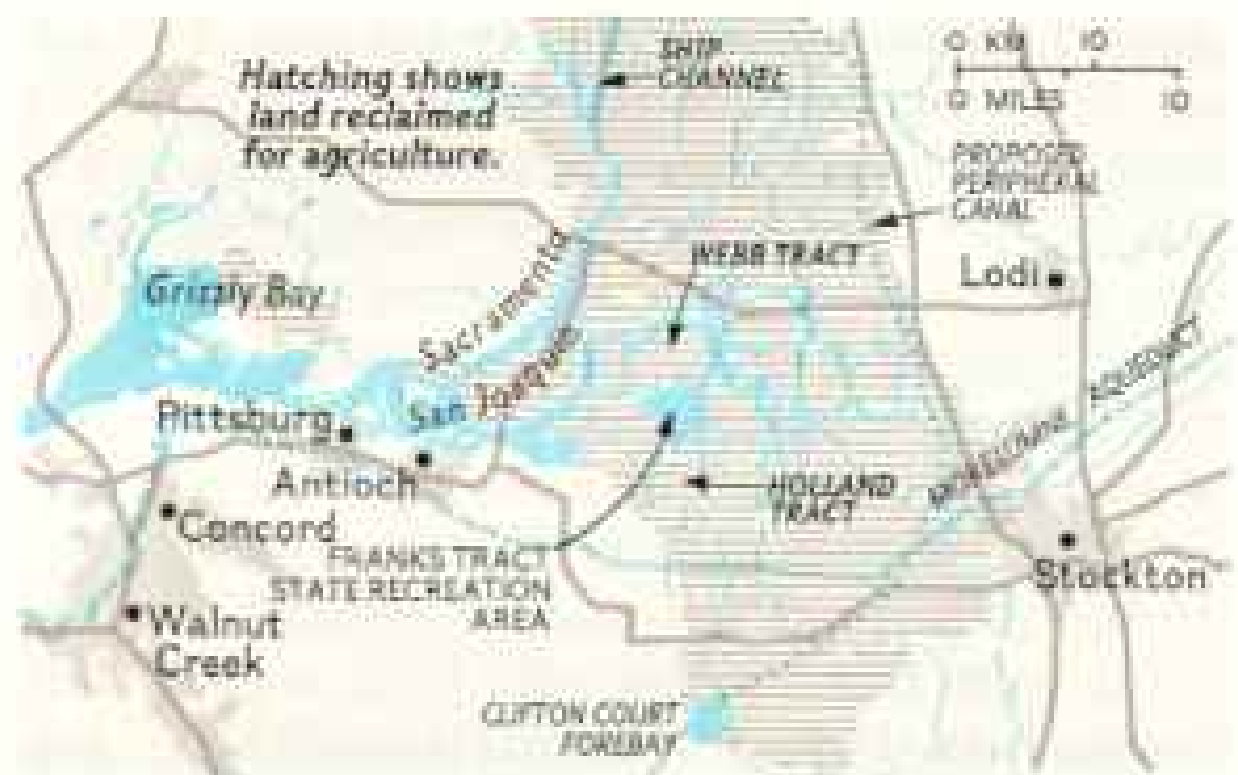 Hatching shows
land reclaimed
for agriculture.
SHIP
CHANNEL
0 KM 10
0 MILES 10
PROPOSED
PERIPHERAL
CANAL
WEBB TRACT
Lodi
Grizzly Bay
Sacramento
San Joaquin
MOKELUMNE AQUEDUCT
Pittsburg
Antioch
HOLLAND
TRACT
Concord
FRANKS TRACT
STATE RECREATION
AREA
Stockton
Walnut
Creek
CLIFTON COURT
FOREBAY